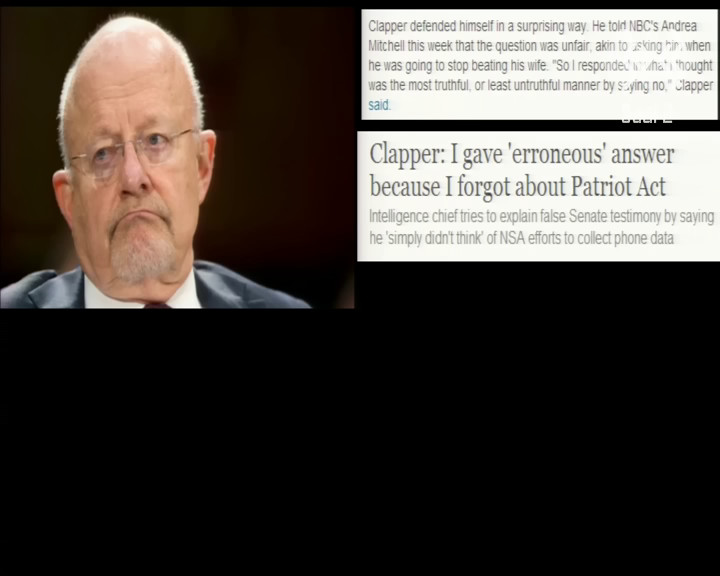 Clapper defended himself in a surprising way. He told NBC's Andrea
Mitchell this week that the question was unfair, akin to asking him when
he was going to stop beating his wife. "So I responded in what I thought
was the most truthful, or least untruthful manner by saying no," Clapper
said.
Clapper: I gave 'erroneous' answer
because I forgot about Patriot Act
Intelligence chief tries to explain false Senate testimony by saying
he 'simply didn't think' of NSA efforts to collect phone data